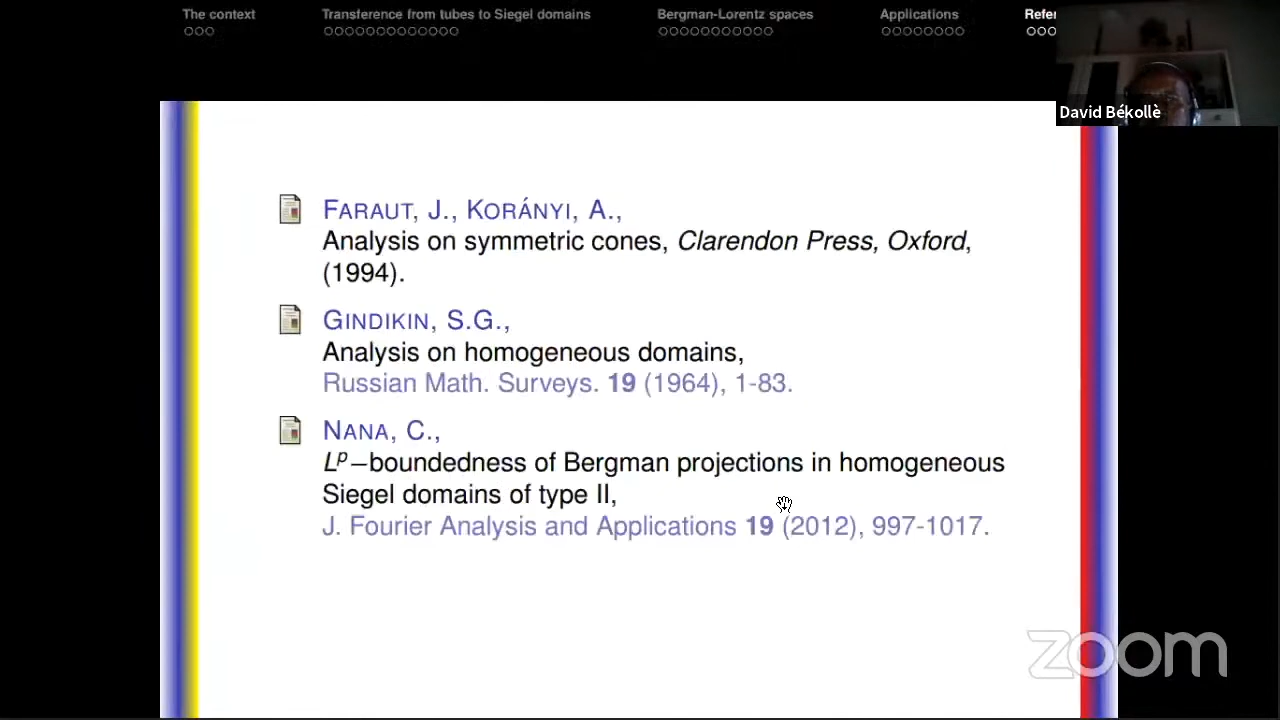 The context
Transference from tubes to Siegel domains
Bergman-Lorentz spaces
Applications
Refer
David Békollè
FARAUT, J., KORÁNYI, A.,
Analysis on symmetric cones, Clarendon Press, Oxford,
(1994).
GINDIKIN, S.G.,
Analysis on homogeneous domains,
Russian Math. Surveys. 19 (1964), 1-83.
NANA, C.,
Lᵖ−boundedness of Bergman projections in homogeneous
Siegel domains of type II,
J. Fourier Analysis and Applications 19 (2012), 997-1017.
zoom